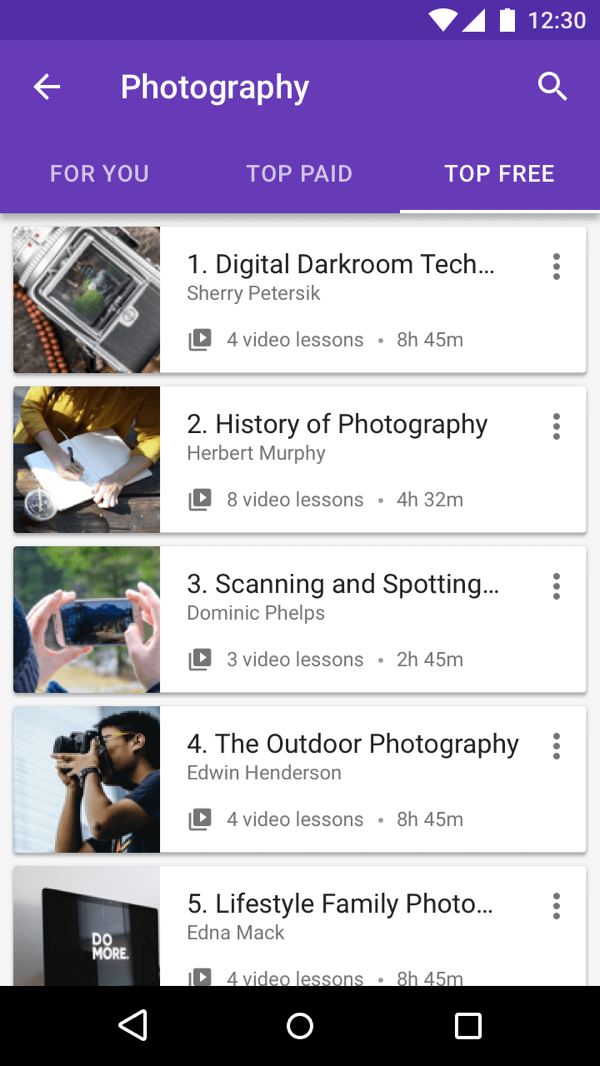 12:30
Photography
FOR YOU TOP PAID TOP FREE
1. Digital Darkroom Tech...
Sherry Petersik
4 video lessons • 8h 45m
2. History of Photography
Herbert Murphy
8 video lessons • 4h 32m
3. Scanning and Spotting...
Dominic Phelps
3 video lessons • 2h 45m
4. The Outdoor Photography
Edwin Henderson
4 video lessons • 8h 45m
DO
MORE.
5. Lifestyle Family Photo...
Edna Mack
4 video lessons • 8h 45m